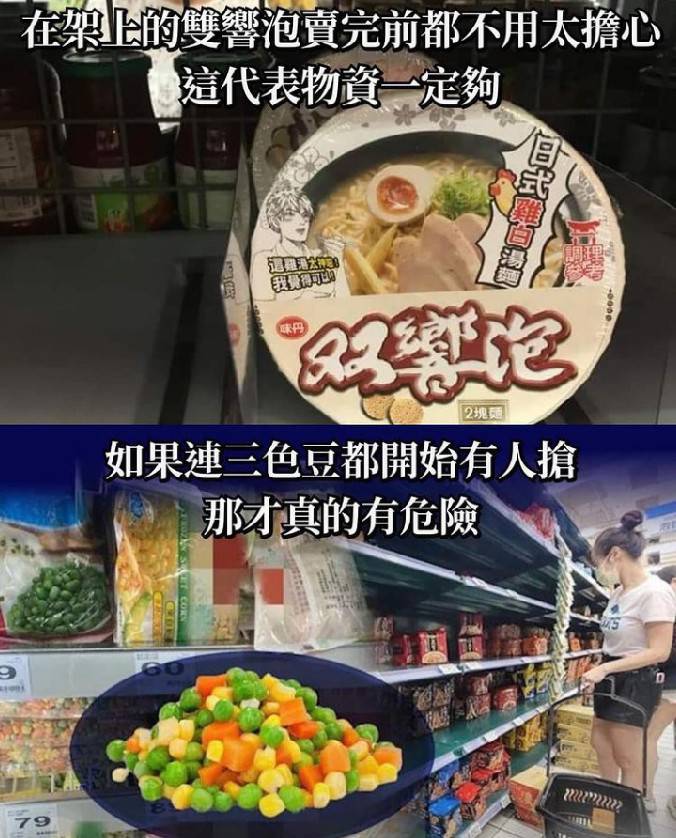 在架上的雙響泡賣完前都不用太擔心
這代表物資一定夠
日式雞白湯麵
這雞湯太神啦!
我覺得可以!
調理參考
味丹
双響泡
2塊麵
如果連三色豆都開始有人搶
那才真的有危險
CORN
9
60
79